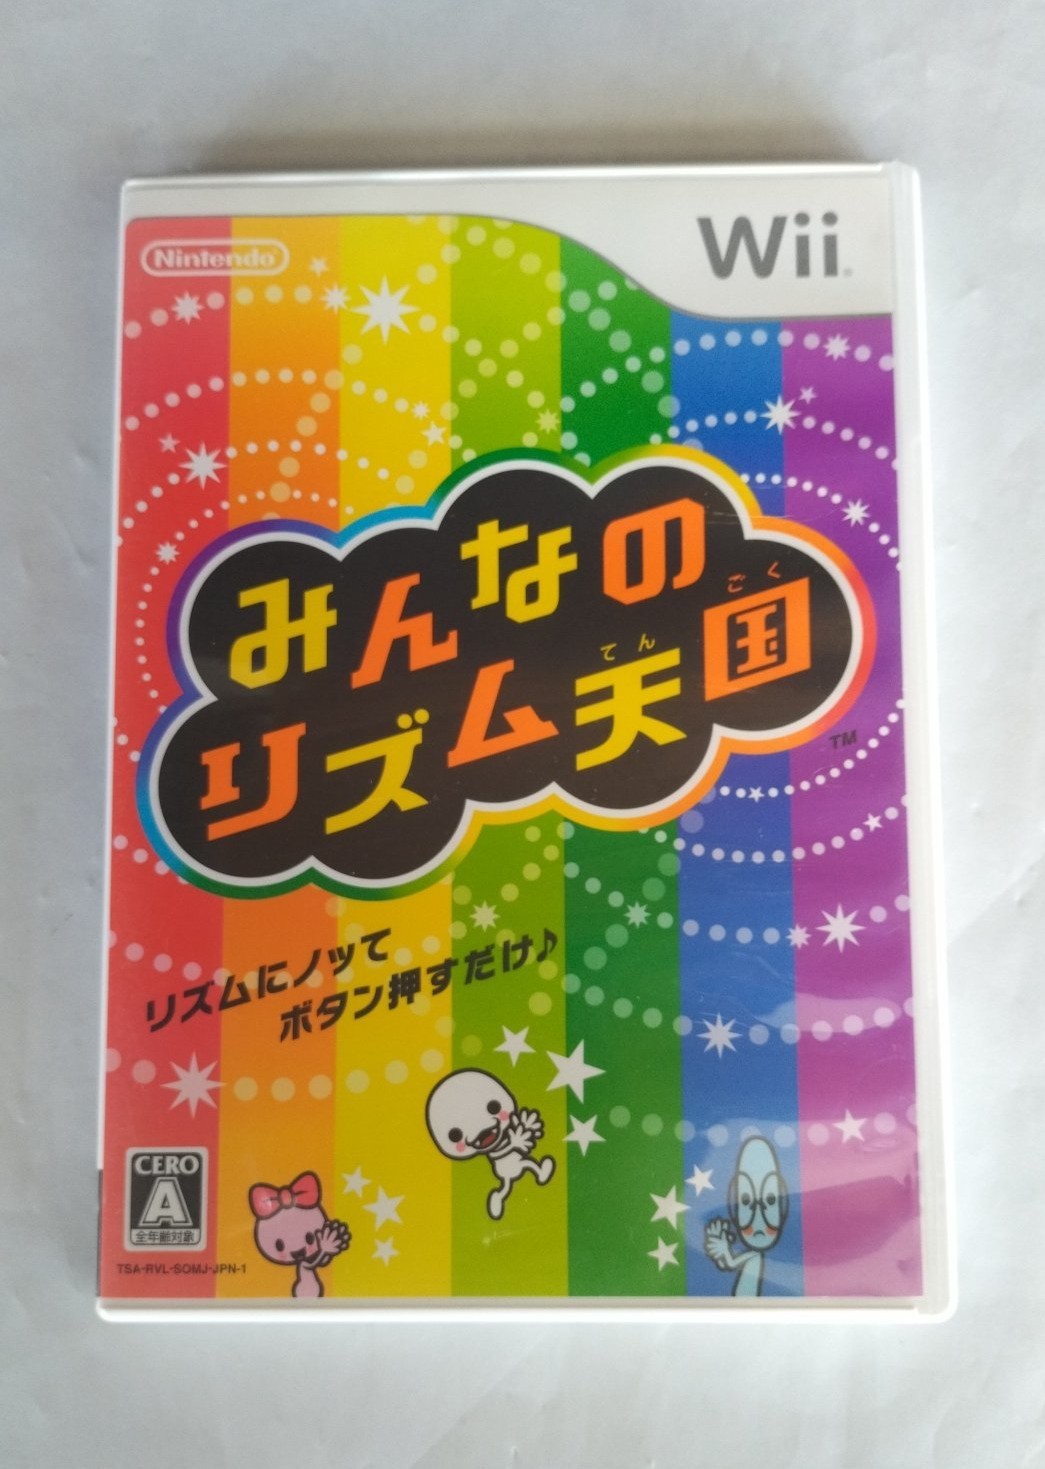 Nintendo
Wii
みんなの
リズム天国
てんごく
TM
リズムにノッて
ボタン押すだけ♪
CERO
A
全年齢対象
TSA-RVL-SOMJ-JPN-1